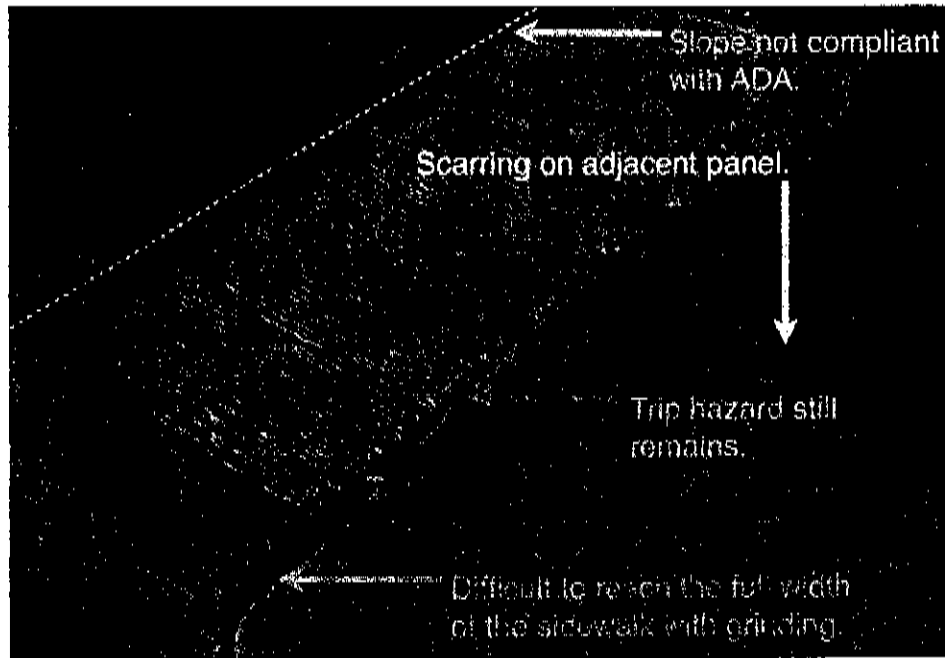 Slope not compliant
with ADA.
Scarring on adjacent panel.
Trip hazard still
remains.
Difficult to reach the full width
of the sidewalk with grinding.